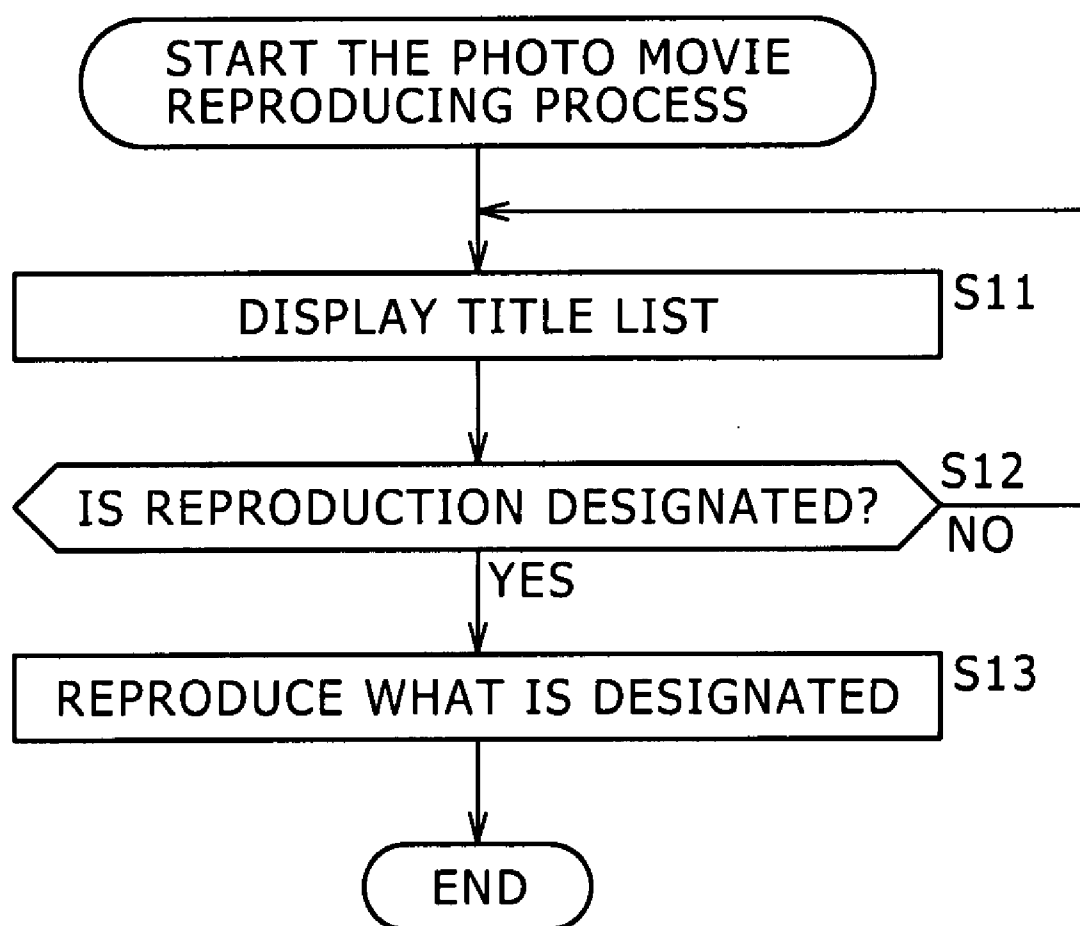 START THE PHOTO MOVIE
REPRODUCING PROCESS
DISPLAY TITLE LIST
S11
IS REPRODUCTION DESIGNATED?
S12
NO
YES
REPRODUCE WHAT IS DESIGNATED
S13
END